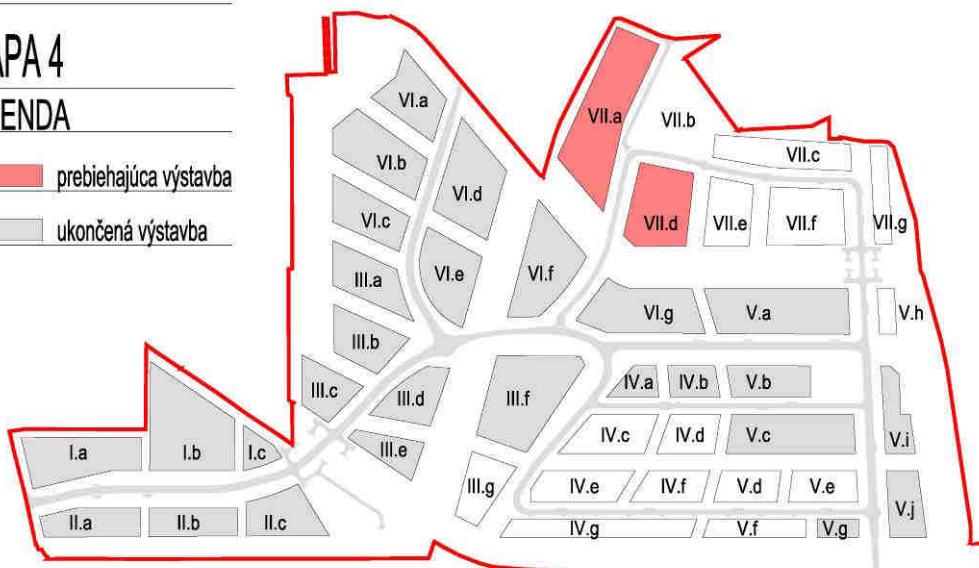 APA 4
ENDA
prebiehajúca výstavba
ukončená výstavba
VI.a
VI.b
VI.c
VI.d
VI.e
VI.f
VI.g
VII.a
VII.b
VII.c
VII.d
VII.e
VII.f
VII.g
III.a
III.b
III.c
III.d
III.e
III.f
III.g
V.a
V.h
IV.a
IV.b
V.b
IV.c
IV.d
V.c
V.i
IV.e
IV.f
V.d
V.e
V.j
IV.g
V.f
V.g
I.a
I.b
I.c
II.a
II.b
II.c